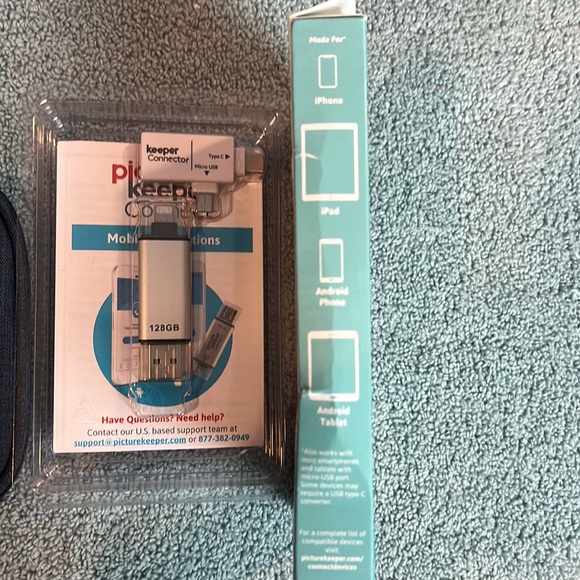 keeper
Connector
Type-C
Micro USB
pic
keeper
Mobi
tions
128GB
Have Questions? Need help?
Contact our U.S. based support team at
support@picturekeeper.com or 877-382-0949
Made For*
iPhone
iPad
Android
Phone
Android
Tablet
*Also works with
most smartphones
and tablets with
micro-USB port.
Some devices may
require a USB type-C
converter.
For a complete list of
compatible devices
visit
picturekeeper.com/
connectdevices